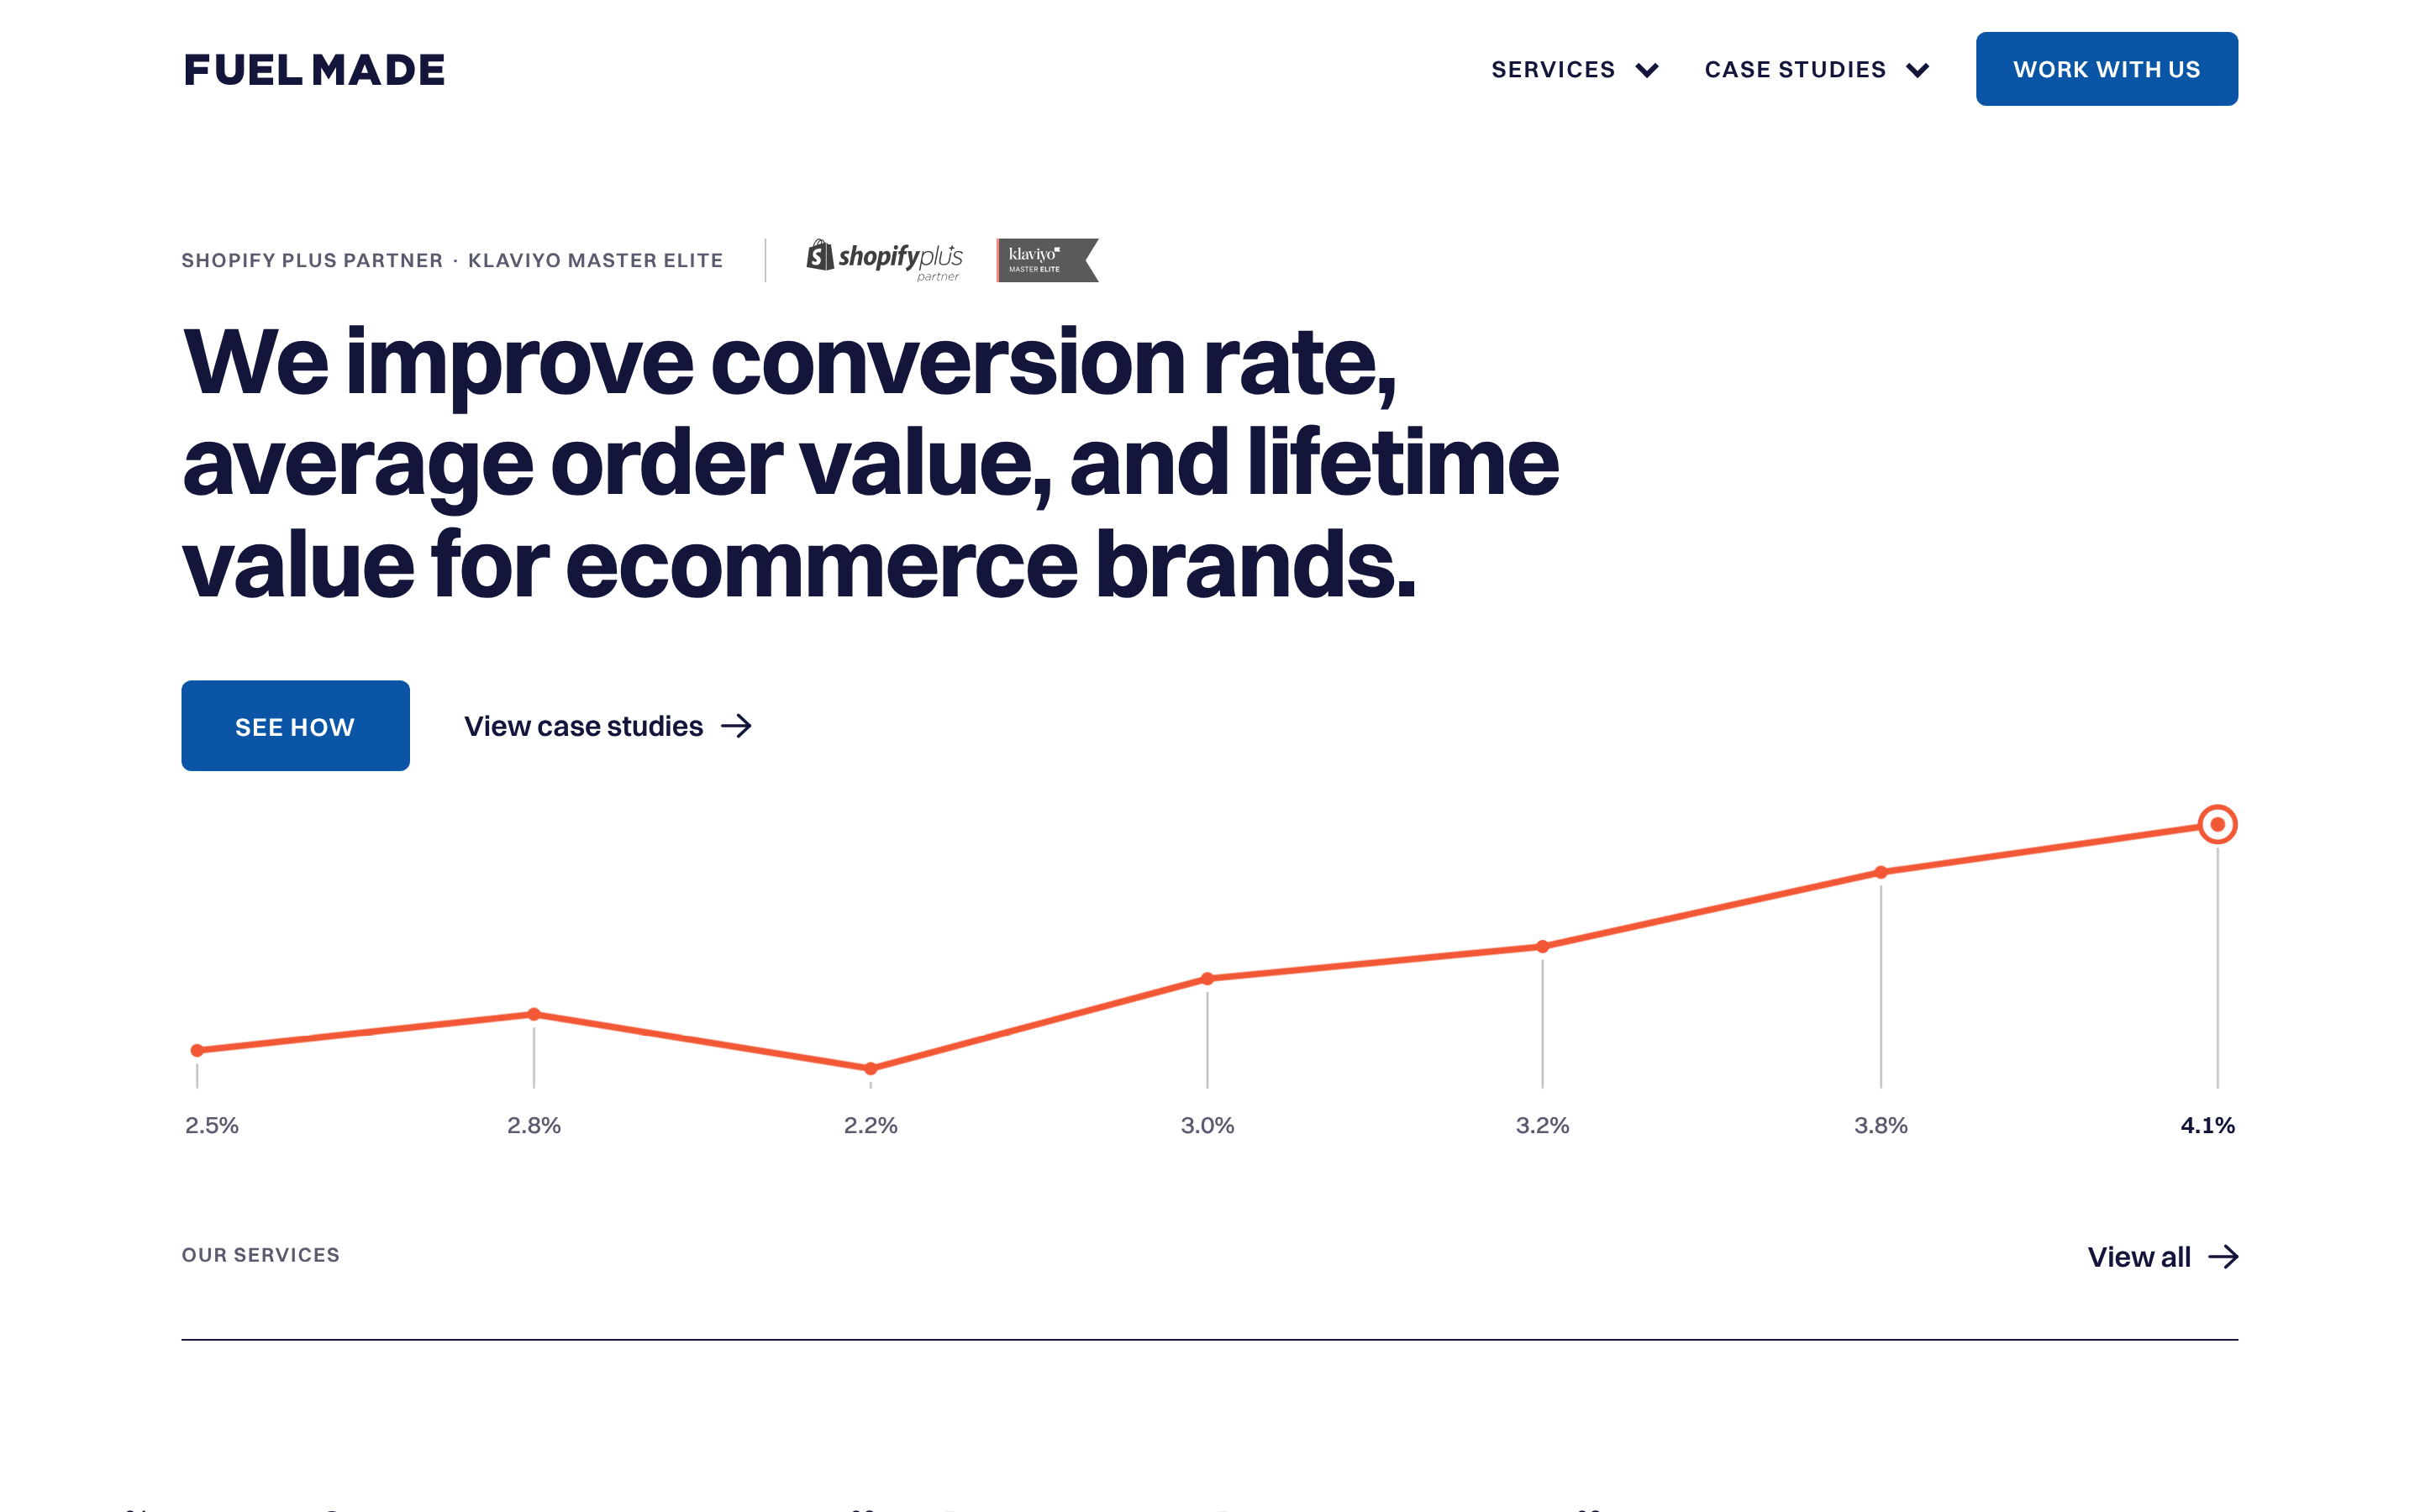 FUEL MADE
SERVICES
CASE STUDIES
WORK WITH US
SHOPIFY PLUS PARTNER · KLAVIYO MASTER ELITE
shopifyplus
partner
klaviyo
MASTER ELITE
We improve conversion rate,
average order value, and lifetime
value for ecommerce brands.
SEE HOW
View case studies →
2.5%
2.8%
2.2%
3.0%
3.2%
3.8%
4.1%
OUR SERVICES
View all →